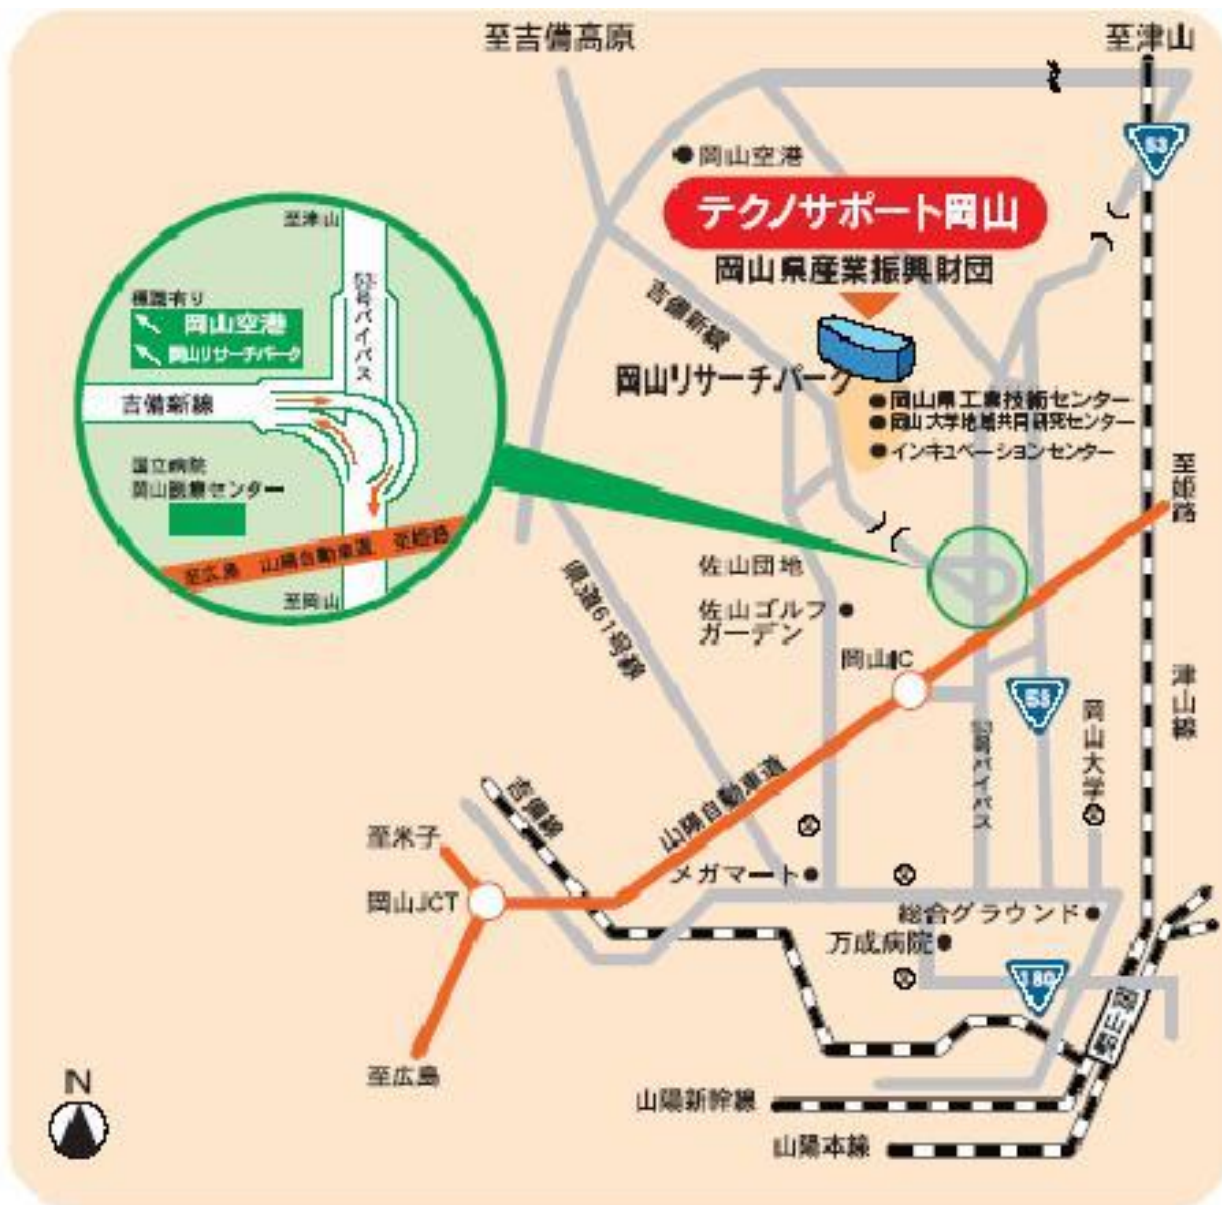 至吉備高原
至津山
53
岡山空港
テクノサポート岡山
岡山県産業振興財団
吉備新線
岡山リサーチパーク
岡山県工業技術センター
岡山大学地域共同研究センター
インキュベーションセンター
至津山
53号バイパス
標識有り
岡山空港
岡山リサーチパーク
吉備新線
国立病院
岡山医療センター
至広島 山陽自動車道 至姫路
至岡山
至姫路
佐山団地
佐山ゴルフ
ガーデン
県道61号線
岡山IC
53
津山線
岡山大学
53号バイパス
吉備線
山陽自動車道
至米子
岡山JCT
メガマート
総合グラウンド
万成病院
180
岡山駅
至広島
N
山陽新幹線
山陽本線